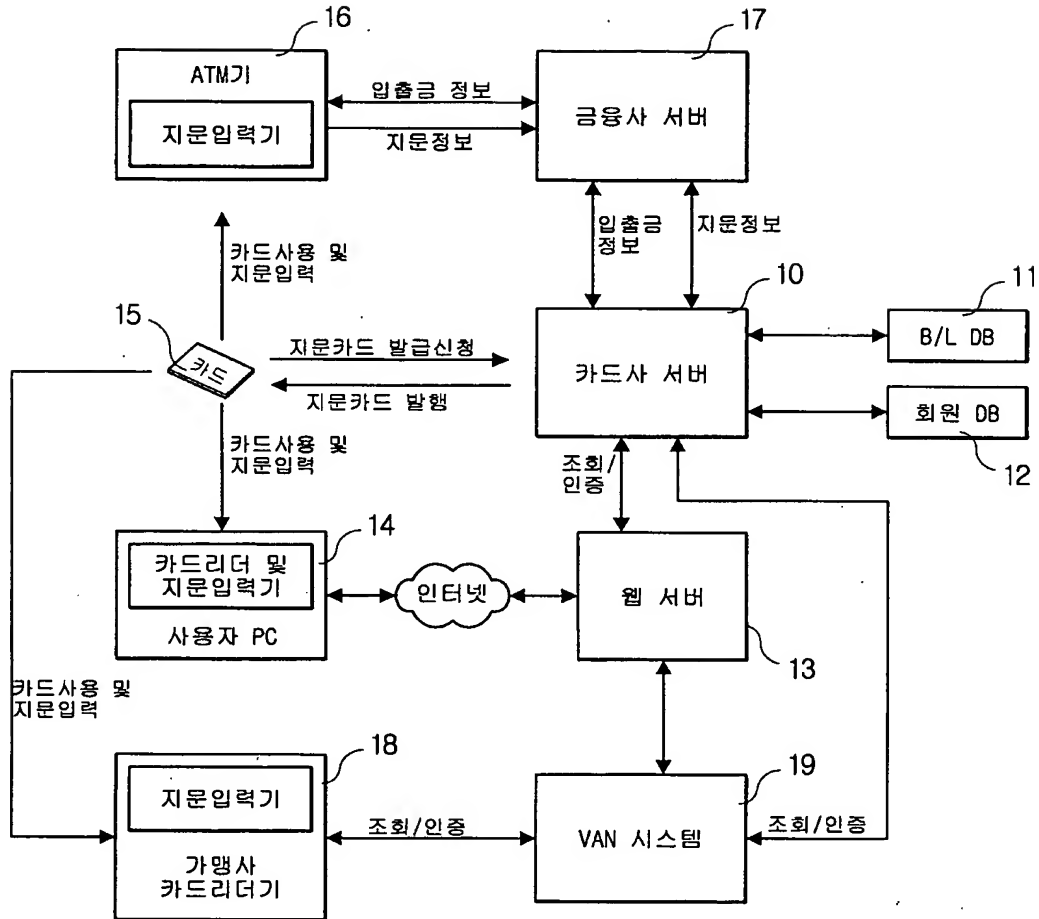 16
ATM기
지문입력기
입출금 정보
지문정보
17
금융사 서버
입출금
정보
지문정보
카드사용 및
지문입력
15
카드
지문카드 발급신청
지문카드 발행
10
카드사 서버
11
B/L DB
회원 DB
12
카드사용 및
지문입력
조회/
인증
14
카드리더 및
지문입력기
사용자 PC
인터넷
웹 서버
13
카드사용 및
지문입력
18
지문입력기
가맹사
카드리더기
조회/인증
19
VAN 시스템
조회/인증